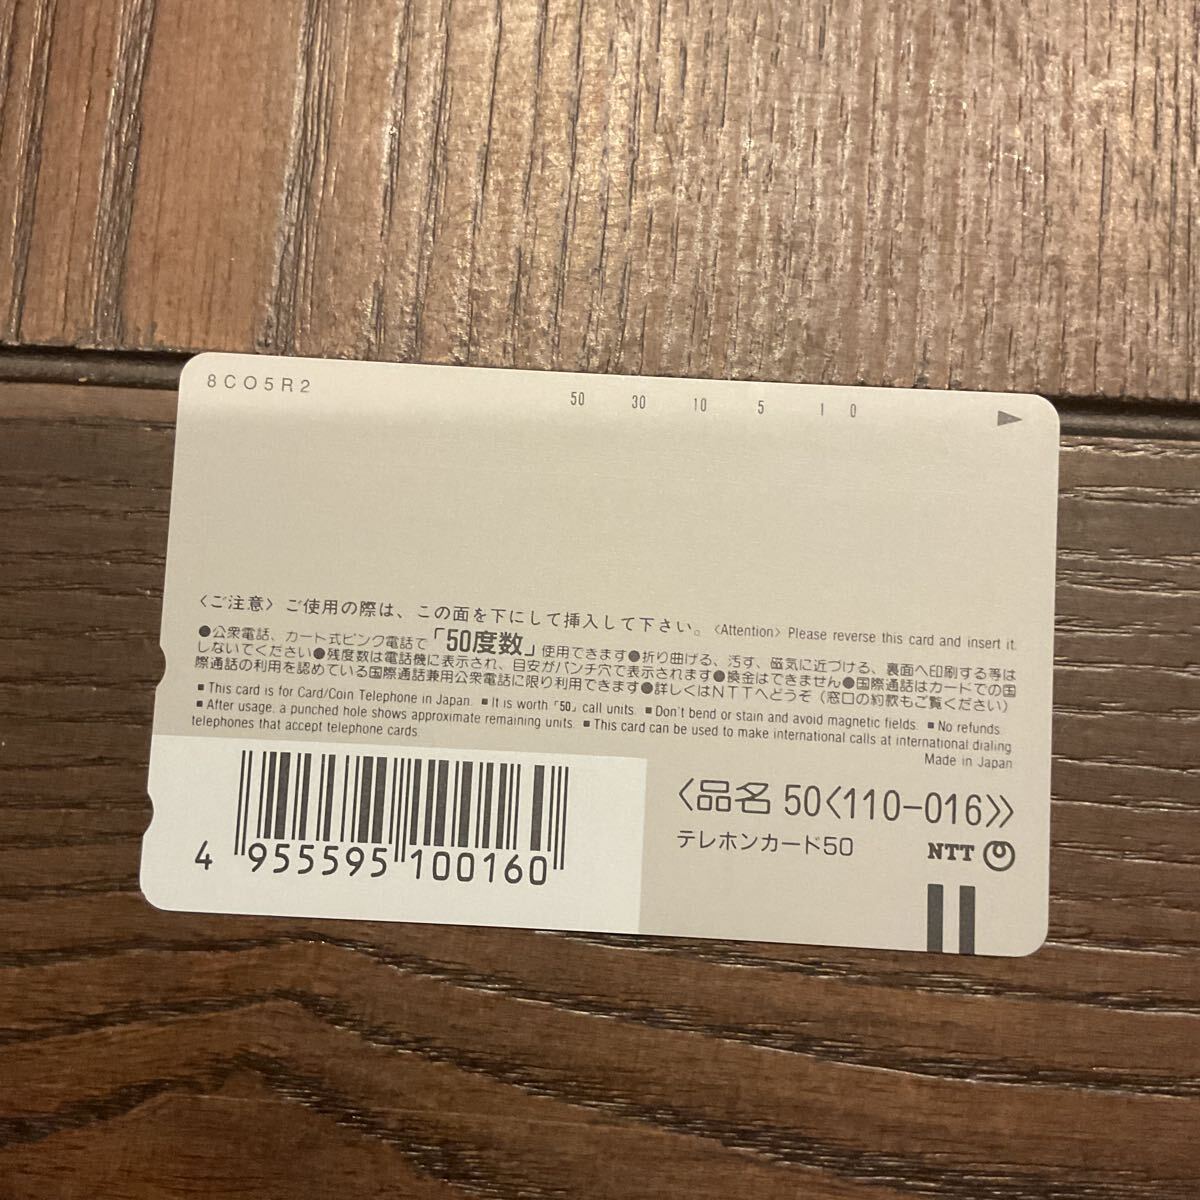 8CO5R2
50 30 10 5 1 0
〈ご注意〉ご使用の際は、この面を下にして挿入して下さい。〈Attention〉Please reverse this card and insert it.
●公衆電話、カード式ピンク電話で「50度数」使用できます●折り曲げる、汚す、磁気に近づける、裏面へ印刷する等は
しないでください●残度数は電話機に表示され、目安がパンチ穴で表示されます●換金はできません●国際通話はカードでの国
際通話の利用を認めている国際通話兼用公衆電話に限り利用できます●詳しくはNTTへどうぞ（窓口の約款もご覧ください）
■This card is for Card/Coin Telephone in Japan. ■It is worth「50」call units. ■Don't bend or stain and avoid magnetic fields. ■No refunds.
■After usage, a punched hole shows approximate remaining units. ■This card can be used to make international calls at international dialing
telephones that accept telephone cards.
Made in Japan
〈品名 50〈110-016〉〉
テレホンカード50
NTT
4 955595 100160